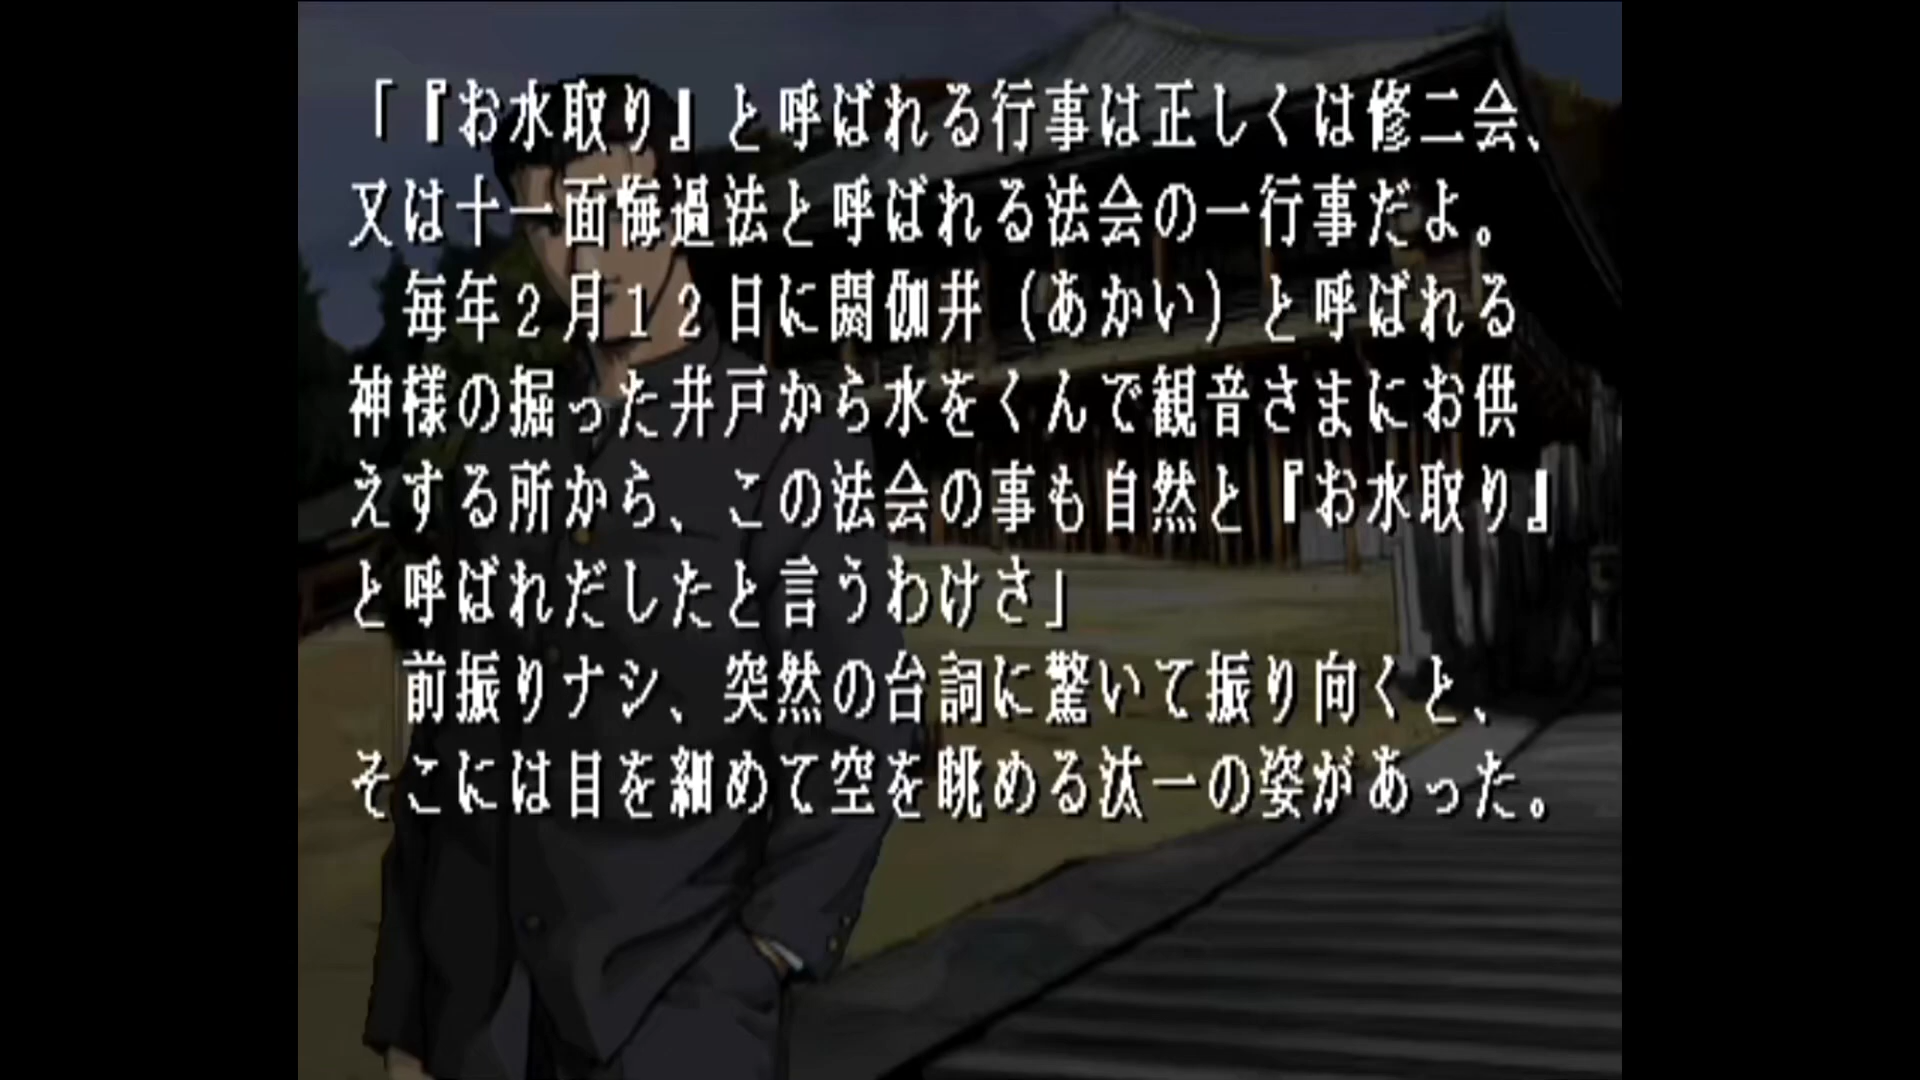 「『お水取り』と呼ばれる行事は正しくは修二会、
又は十一面悔過法と呼ばれる法会の一行事だよ。
　毎年２月１２日に閼伽井（あかい）と呼ばれる
神様の掘った井戸から水をくんで観音さまにお供
えする所から、この法会の事も自然と『お水取り』
と呼ばれだしたと言うわけさ」
　前振りナシ、突然の台詞に驚いて振り向くと、
そこには目を細めて空を眺める汰一の姿があった。